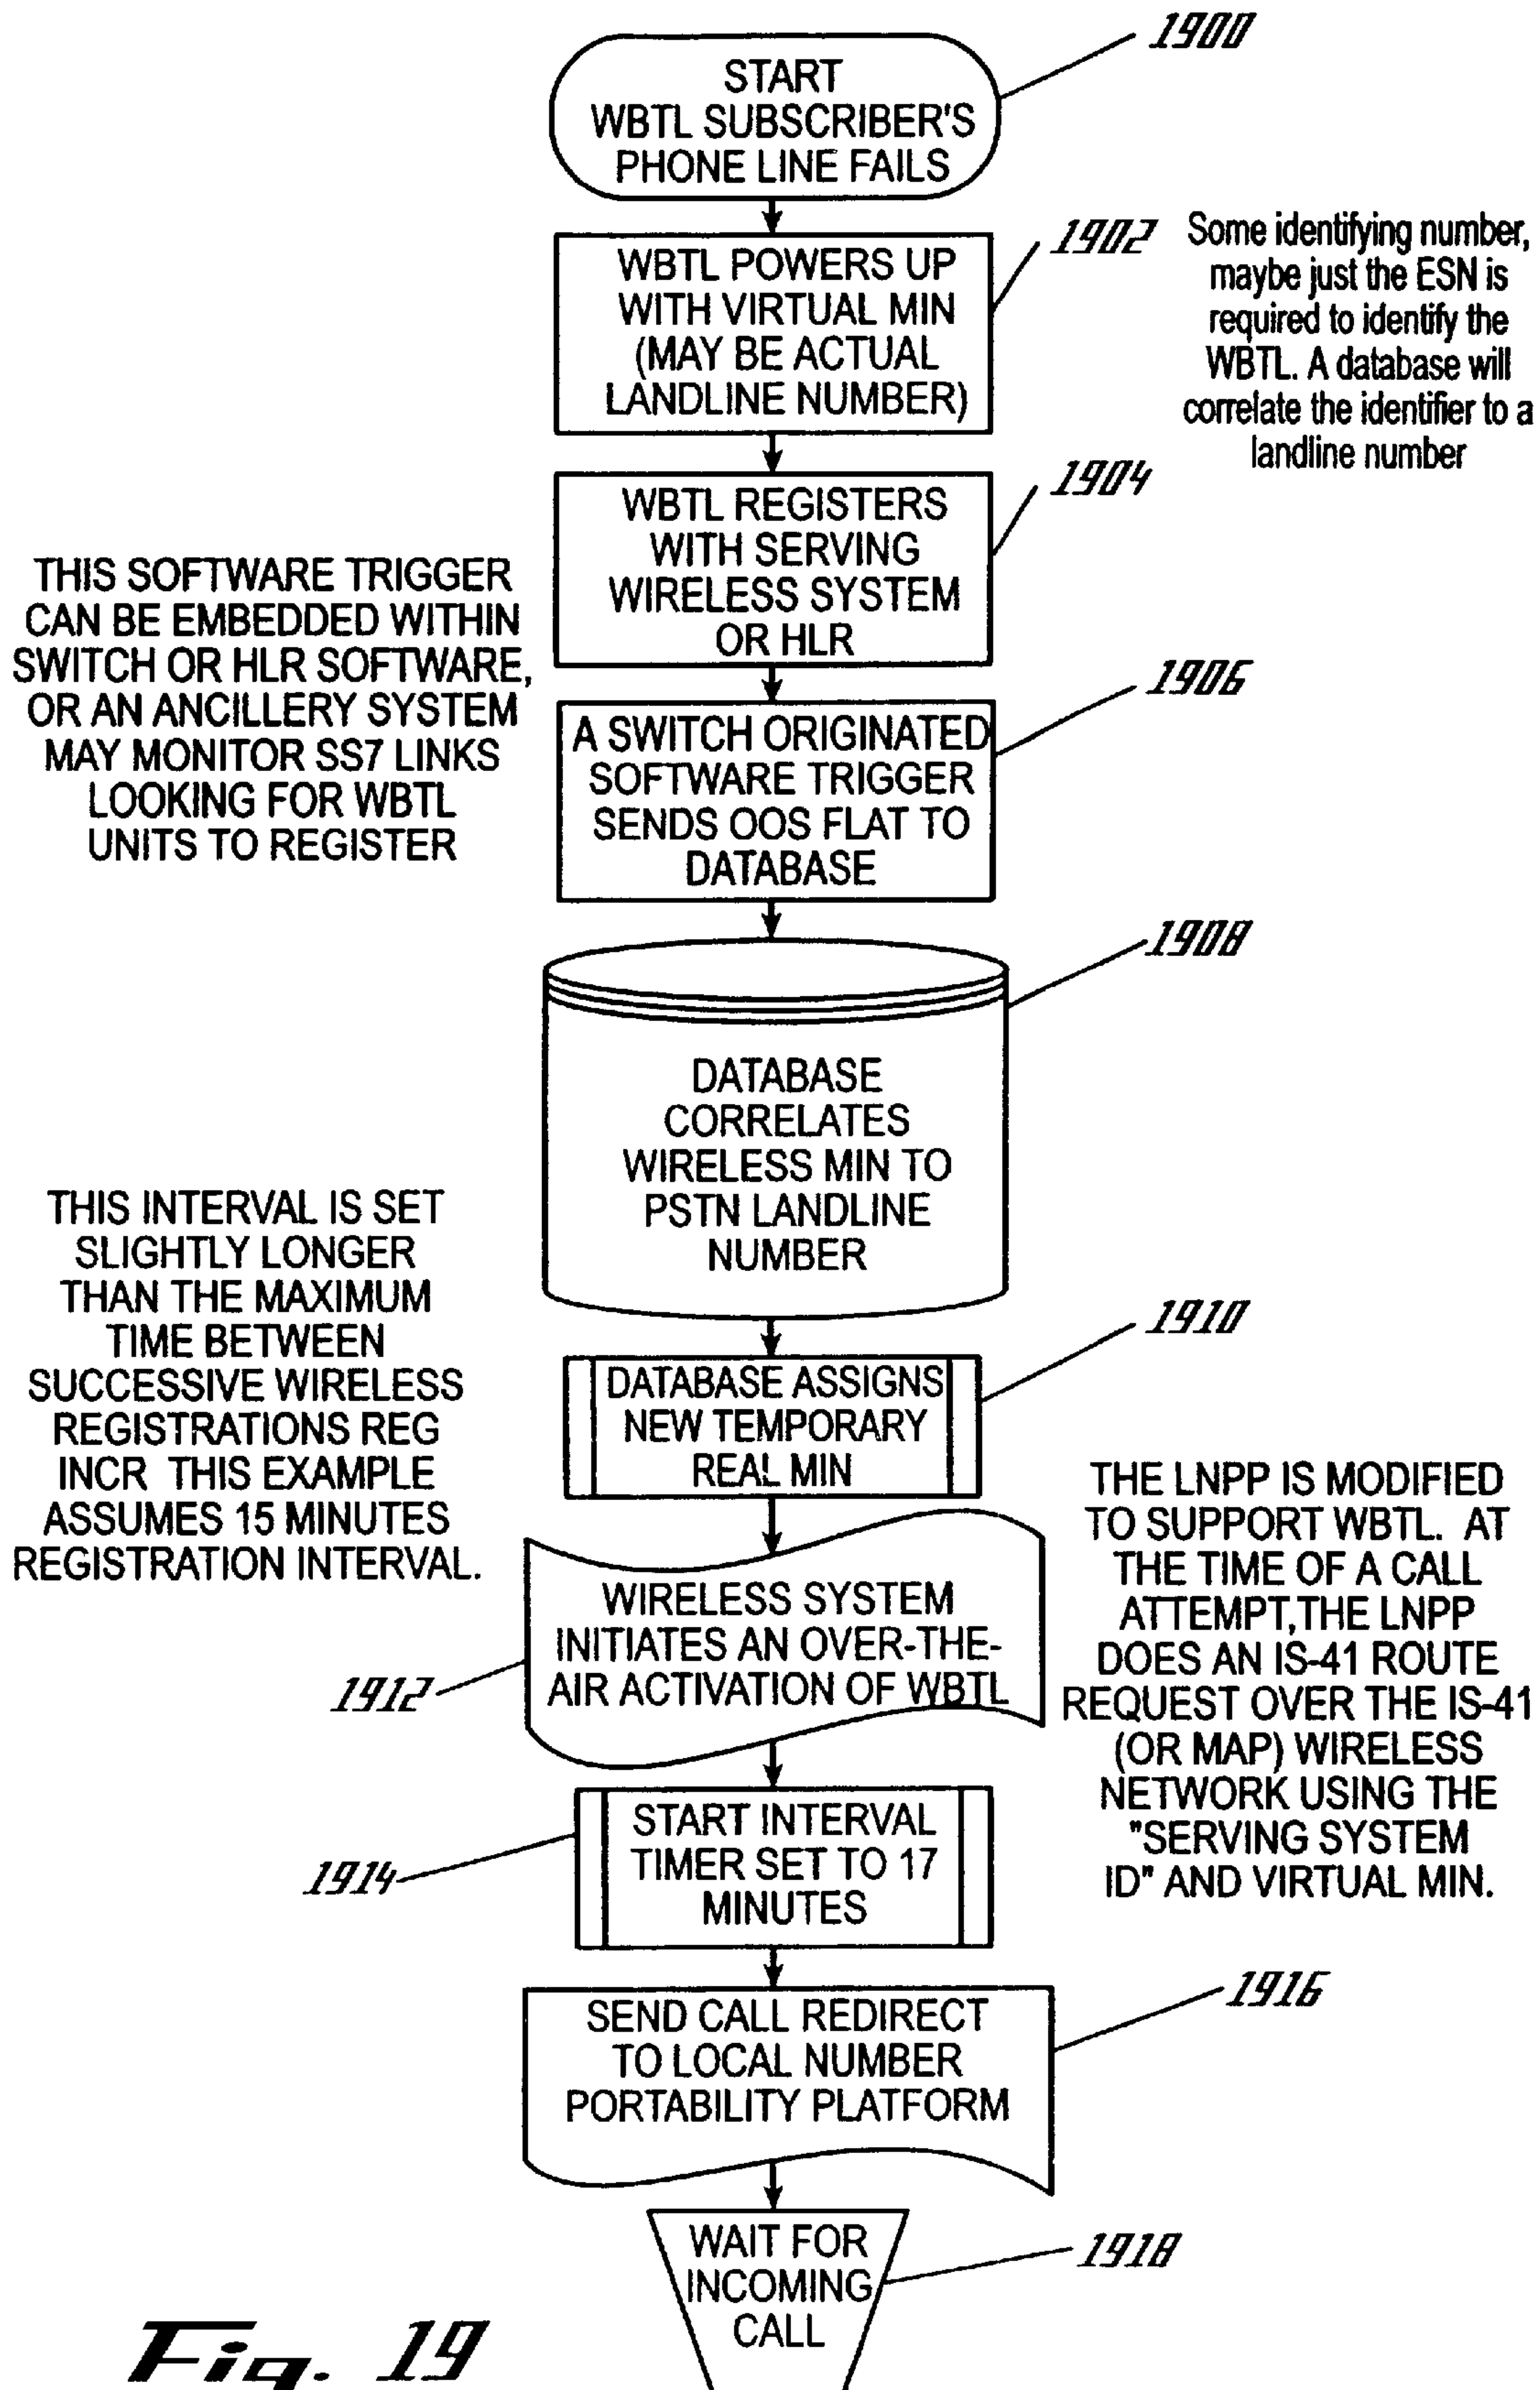 1900
START
WBTL SUBSCRIBER'S
PHONE LINE FAILS
1902
WBTL POWERS UP
WITH VIRTUAL MIN
(MAY BE ACTUAL
LANDLINE NUMBER)
Some identifying number,
maybe just the ESN is
required to identify the
WBTL. A database will
correlate the identifier to a
landline number
1904
WBTL REGISTERS
WITH SERVING
WIRELESS SYSTEM
OR HLR
THIS SOFTWARE TRIGGER
CAN BE EMBEDDED WITHIN
SWITCH OR HLR SOFTWARE,
OR AN ANCILLERY SYSTEM
MAY MONITOR SS7 LINKS
LOOKING FOR WBTL
UNITS TO REGISTER
1906
A SWITCH ORIGINATED
SOFTWARE TRIGGER
SENDS OOS FLAT TO
DATABASE
1908
DATABASE
CORRELATES
WIRELESS MIN TO
PSTN LANDLINE
NUMBER
THIS INTERVAL IS SET
SLIGHTLY LONGER
THAN THE MAXIMUM
TIME BETWEEN
SUCCESSIVE WIRELESS
REGISTRATIONS REG
INCR THIS EXAMPLE
ASSUMES 15 MINUTES
REGISTRATION INTERVAL.
1910
DATABASE ASSIGNS
NEW TEMPORARY
REAL MIN
THE LNPP IS MODIFIED
TO SUPPORT WBTL. AT
THE TIME OF A CALL
ATTEMPT,THE LNPP
DOES AN IS-41 ROUTE
REQUEST OVER THE IS-41
(OR MAP) WIRELESS
NETWORK USING THE
"SERVING SYSTEM
ID" AND VIRTUAL MIN.
WIRELESS SYSTEM
INITIATES AN OVER-THE-
AIR ACTIVATION OF WBTL
1912
START INTERVAL
TIMER SET TO 17
MINUTES
1914
1916
SEND CALL REDIRECT
TO LOCAL NUMBER
PORTABILITY PLATFORM
WAIT FOR
INCOMING
CALL
1918
Fig. 19